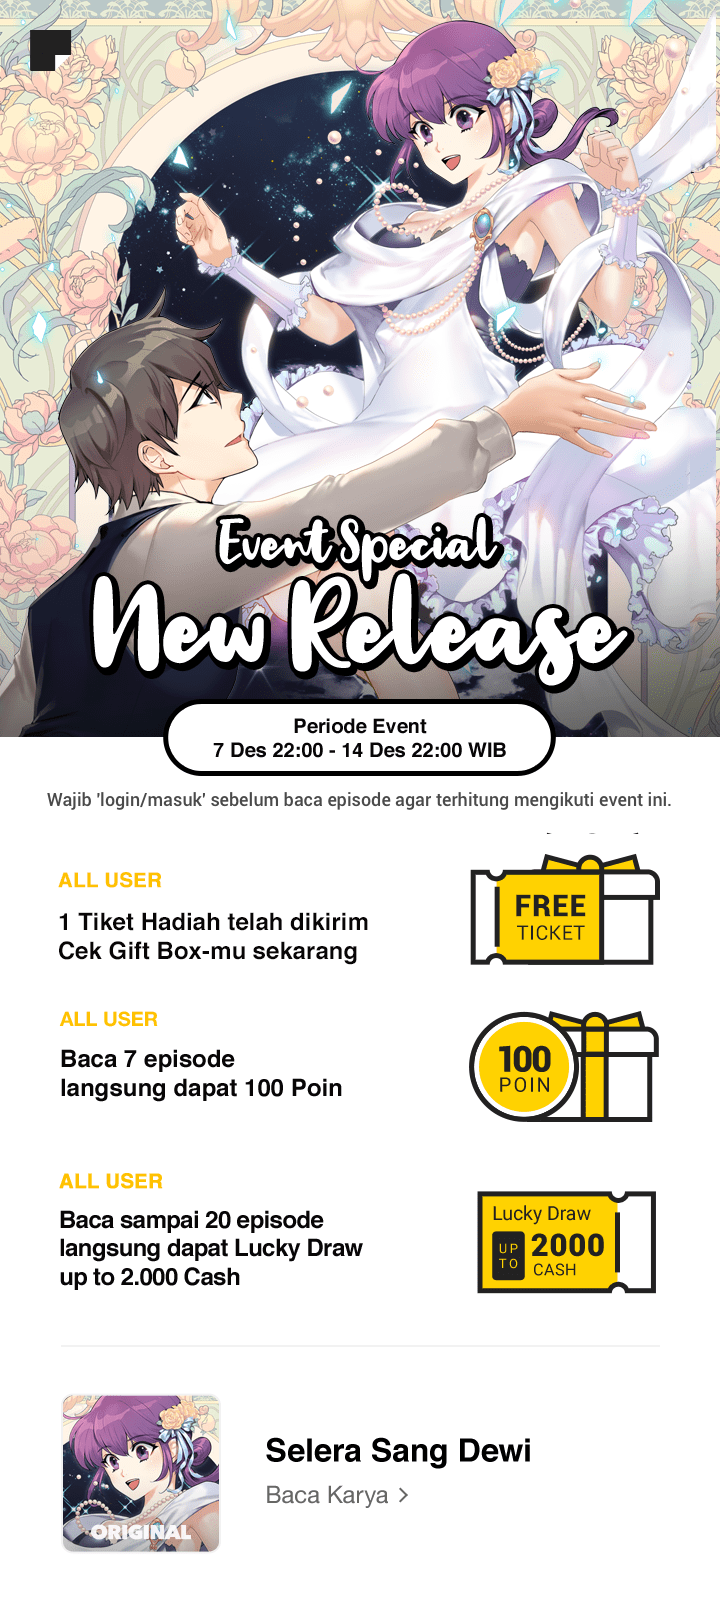 Event Special
New Release
Periode Event
7 Des 22:00 - 14 Des 22:00 WIB
Wajib 'login/masuk' sebelum baca episode agar terhitung mengikuti event ini.
ALL USER
1 Tiket Hadiah telah dikirim
Cek Gift Box-mu sekarang
FREE
TICKET
ALL USER
Baca 7 episode
langsung dapat 100 Poin
100
POIN
ALL USER
Baca sampai 20 episode
langsung dapat Lucky Draw
up to 2.000 Cash
Lucky Draw
UP TO 2000
CASH
ORIGINAL
Selera Sang Dewi
Baca Karya >